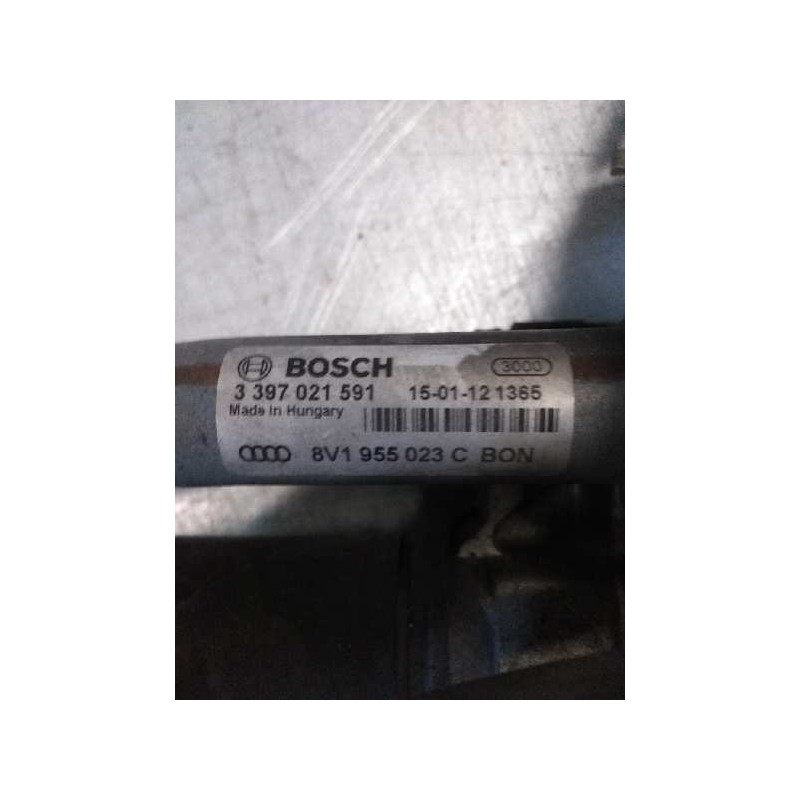 BOSCH 3000
3 397 021 591 15-01-12 1365
Made in Hungary
8V1 955 023 C BON